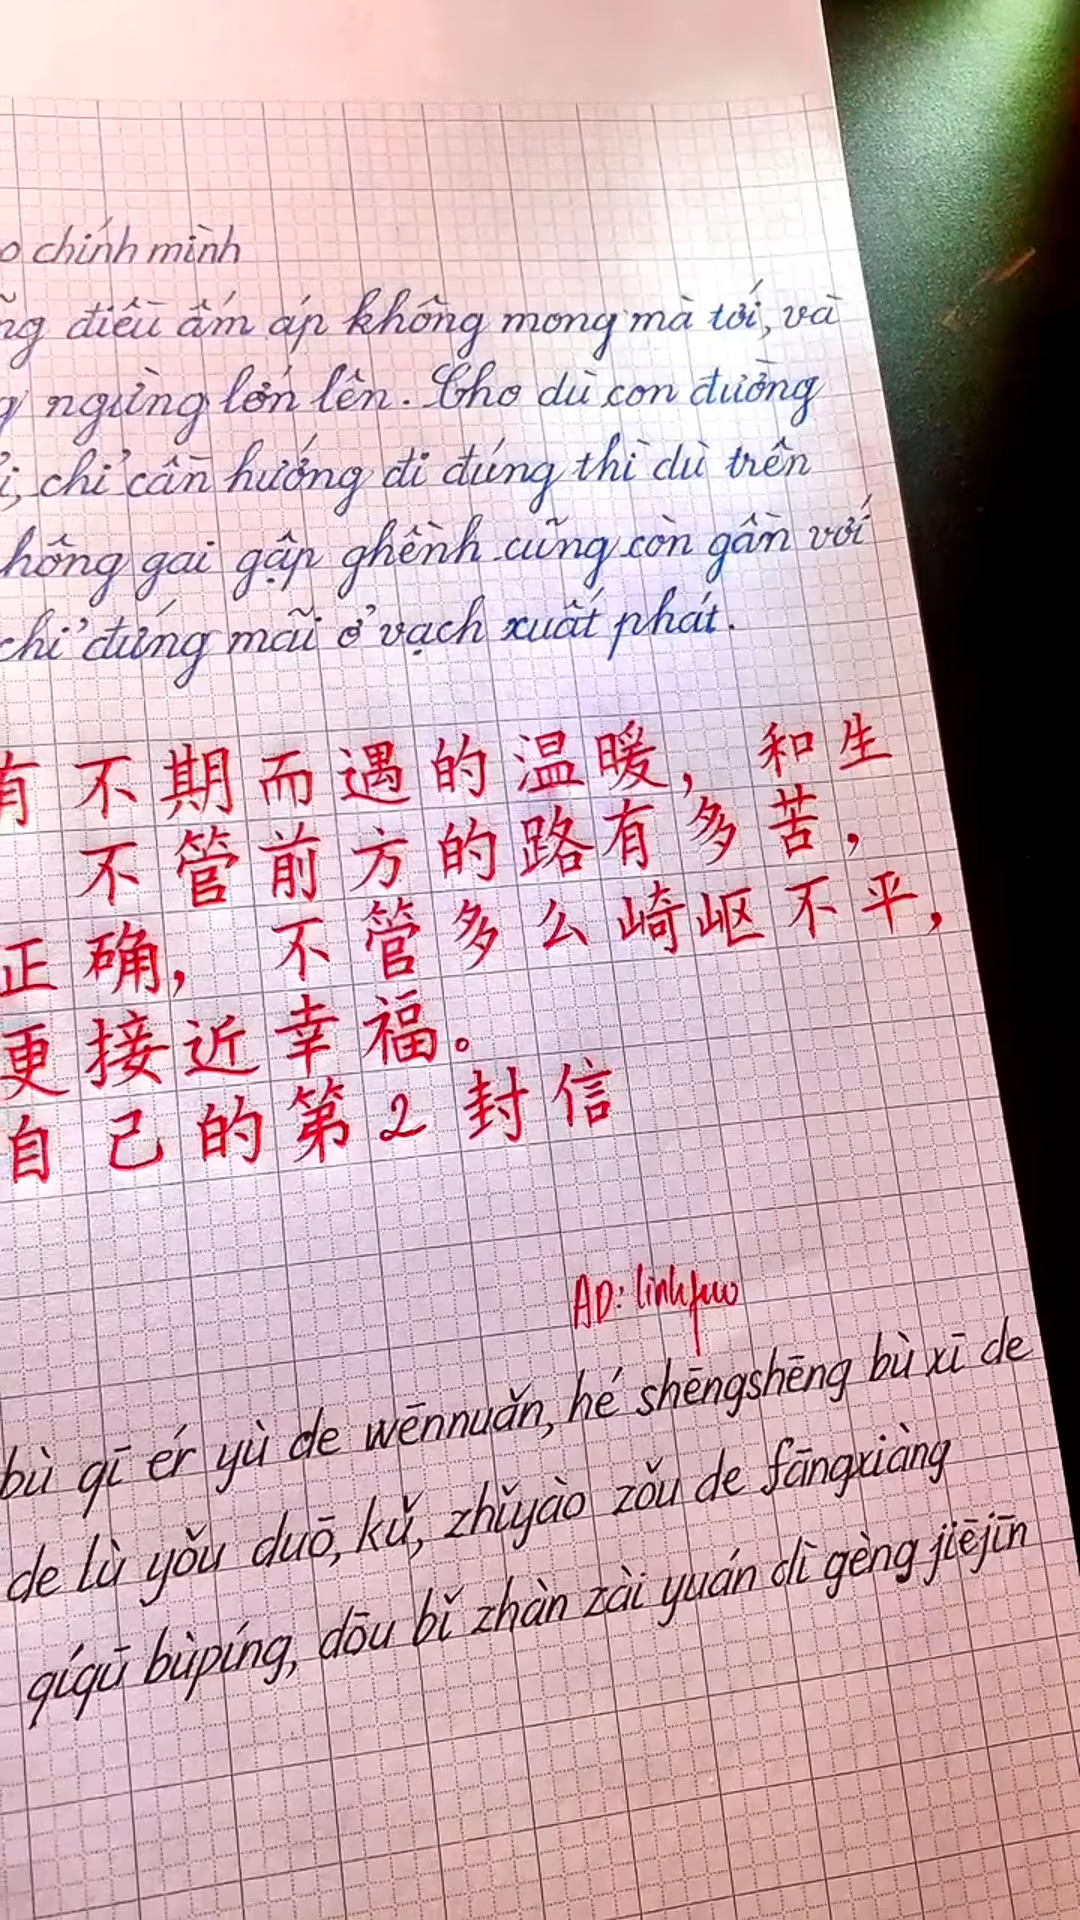 o chính mình
ng điều ấm áp không mong mà tới, và
ngừng lớn lên. Cho dù con đường
i, chỉ cần hướng đi đúng thì dù trên
hông gai gập ghềnh cũng còn gần với
chỉ đứng mãi ở vạch xuất phát.
有不期而遇的温暖，和生
不管前方的路有多苦，
正确，不管多么崎岖不平，
更接近幸福。
自己的第2封信
AD:
bù qī ér yù de wēnnuǎn, hé shēngshēng bù xī de
de lù yǒu duō, kǔ, zhǐyào zǒu de fāngxiàng
qíqū bùpíng, dōu bǐ zhàn zài yuán dì gèng jiējīn